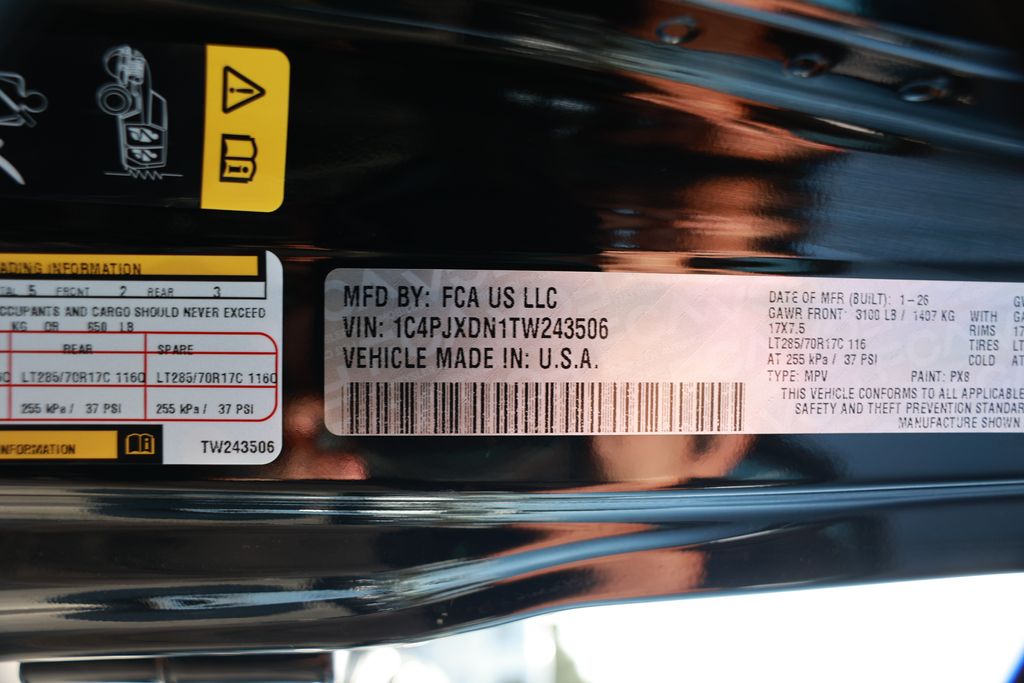 ADING INFORMATION
TAL 5 FRONT 2 REAR 3
CCUPANTS AND CARGO SHOULD NEVER EXCEED
KG OR 650 LB
REAR SPARE
LT285/70R17C 116Q LT285/70R17C 116Q
255 kPa / 37 PSI 255 kPa / 37 PSI
NFORMATION
TW243506
MFD BY: FCA US LLC
VIN: 1C4PJXDN1TW243506
VEHICLE MADE IN: U.S.A.
DATE OF MFR (BUILT): 1-26
GAWR FRONT: 3100 LB / 1407 KG WITH
17X7.5 RIMS
LT285/70R17C 116 TIRES
AT 255 kPa / 37 PSI COLD
TYPE: MPV PAINT: PX8
THIS VEHICLE CONFORMS TO ALL APPLICABLE
SAFETY AND THEFT PREVENTION STANDAR
MANUFACTURE SHOWN